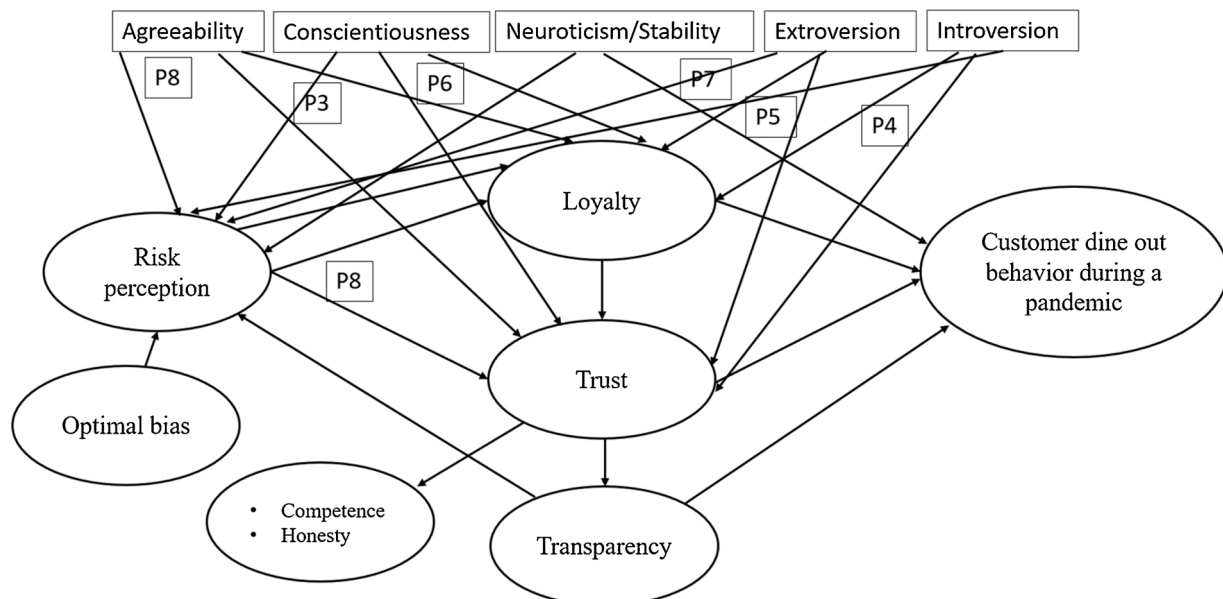 Agreeability
Conscientiousness
Neuroticism/Stability
Extroversion
Introversion
P8
P3
P6
P7
P5
P4
Loyalty
Risk
perception
Customer dine out
behavior during a
pandemic
P8
Trust
Optimal bias
• Competence
• Honesty
Transparency